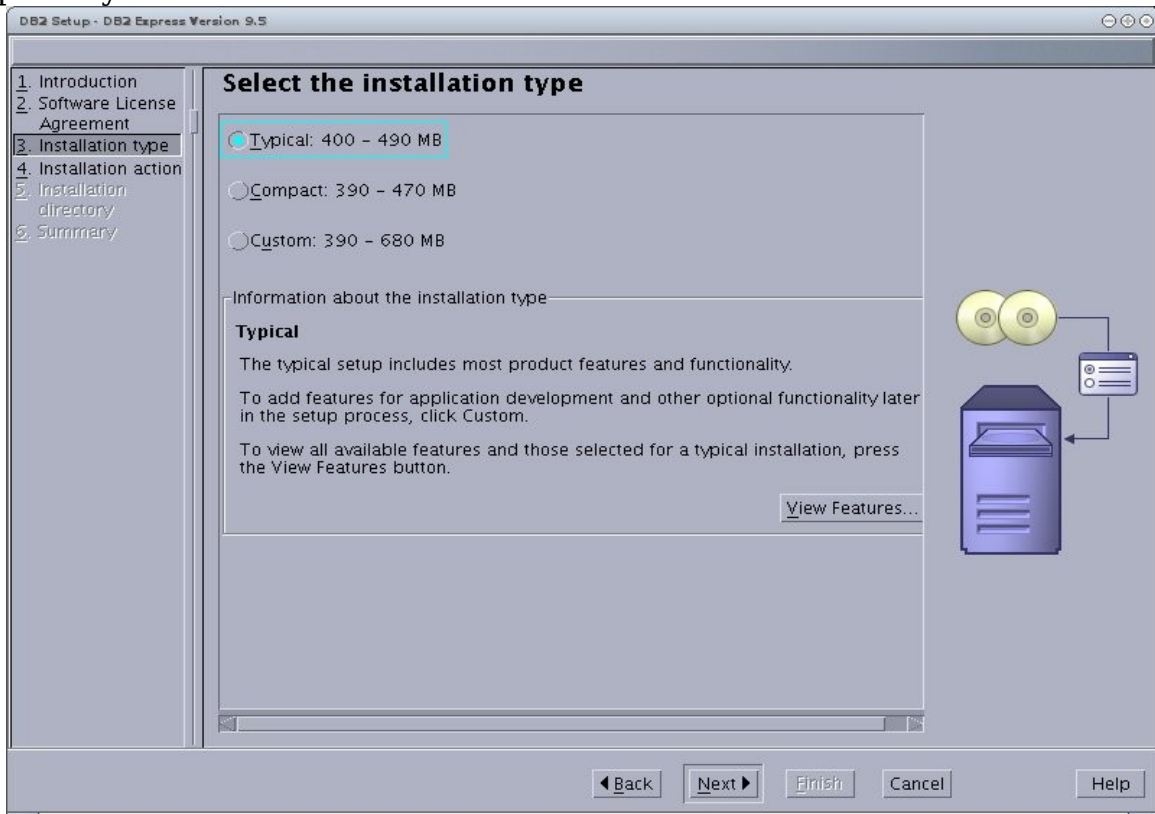 DB2 Setup - DB2 Express Version 9.5
1. Introduction
2. Software License
Agreement
3. Installation type
4. Installation action
5. Installation
directory
6. Summary
Select the installation type
Typical: 400 – 490 MB
Compact: 390 – 470 MB
Custom: 390 – 680 MB
Information about the installation type
Typical
The typical setup includes most product features and functionality.
To add features for application development and other optional functionality later
in the setup process, click Custom.
To view all available features and those selected for a typical installation, press
the View Features button.
View Features...
Back Next Finish Cancel Help